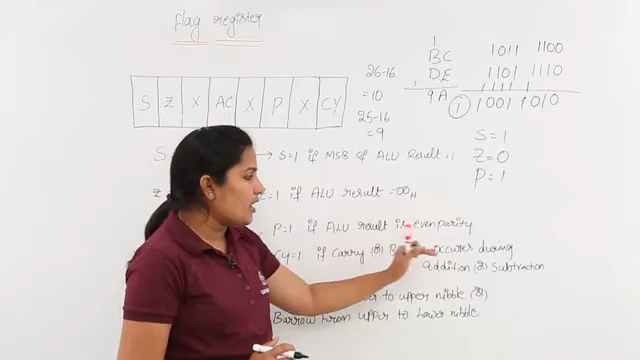 flag register
S Z X AC X P X CY
26-16
= 10
25-16
= 9
1
BC
DE
1 9A
1011 1100
1101 1110
1 1001 1010
S = 1
Z = 0
P = 1
S → S=1 if MSB of ALU Result = 1
Z =1 if ALU result = 00H
P=1 if ALU result is even parity
Cy=1 if Carry (or) occures during
addition (or) Subtraction
to upper nibble (or)
Barrow from upper to Lower nibble